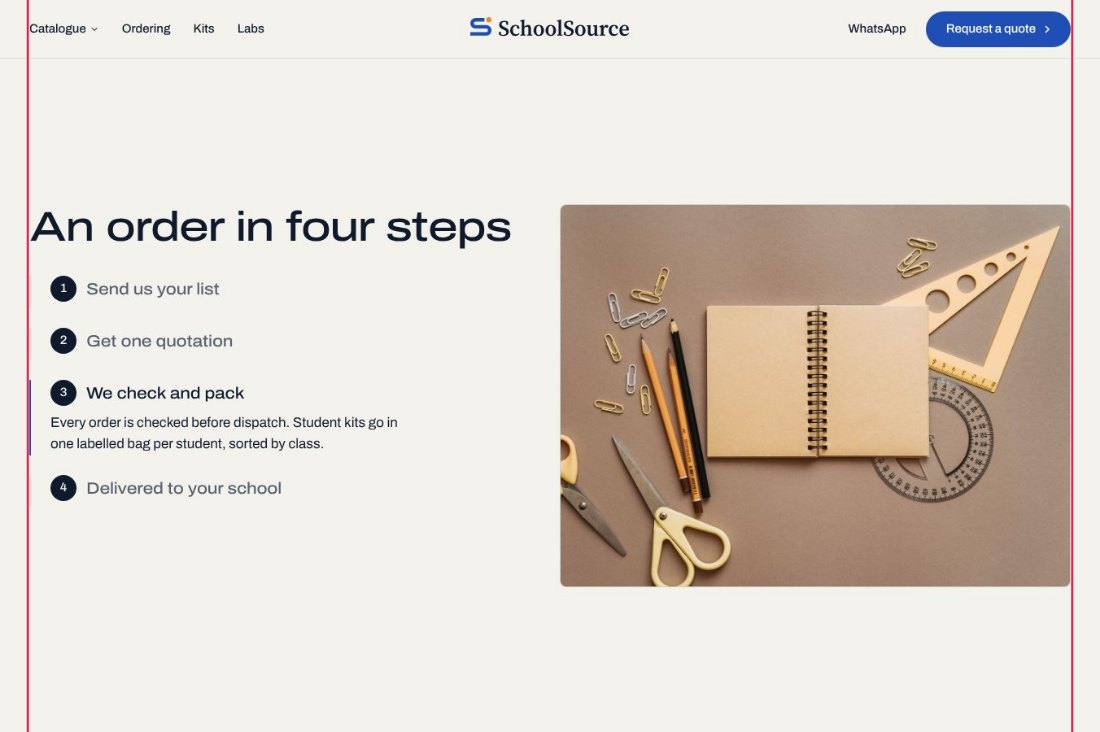 Catalogue
Ordering
Kits
Labs
SchoolSource
WhatsApp
Request a quote
An order in four steps
1 Send us your list
2 Get one quotation
3 We check and pack
Every order is checked before dispatch. Student kits go in
one labelled bag per student, sorted by class.
4 Delivered to your school